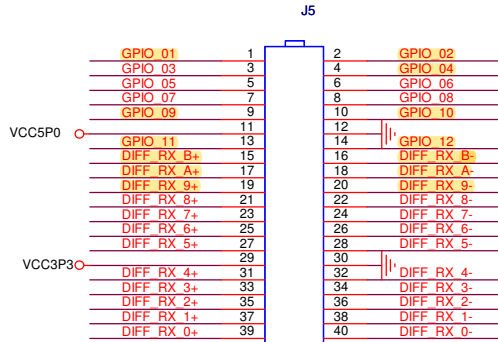 J5
GPIO_01 1 2 GPIO_02
GPIO_03 3 4 GPIO_04
GPIO_05 5 6 GPIO_06
GPIO_07 7 8 GPIO_08
GPIO_09 9 10 GPIO_10
VCC5P0 11 12
GPIO_11 13 14 GPIO_12
DIFF_RX_B+ 15 16 DIFF_RX_B-
DIFF_RX_A+ 17 18 DIFF_RX_A-
DIFF_RX_9+ 19 20 DIFF_RX_9-
DIFF_RX_8+ 21 22 DIFF_RX_8-
DIFF_RX_7+ 23 24 DIFF_RX_7-
DIFF_RX_6+ 25 26 DIFF_RX_6-
DIFF_RX_5+ 27 28 DIFF_RX_5-
VCC3P3 29 30
DIFF_RX_4+ 31 32 DIFF_RX_4-
DIFF_RX_3+ 33 34 DIFF_RX_3-
DIFF_RX_2+ 35 36 DIFF_RX_2-
DIFF_RX_1+ 37 38 DIFF_RX_1-
DIFF_RX_0+ 39 40 DIFF_RX_0-